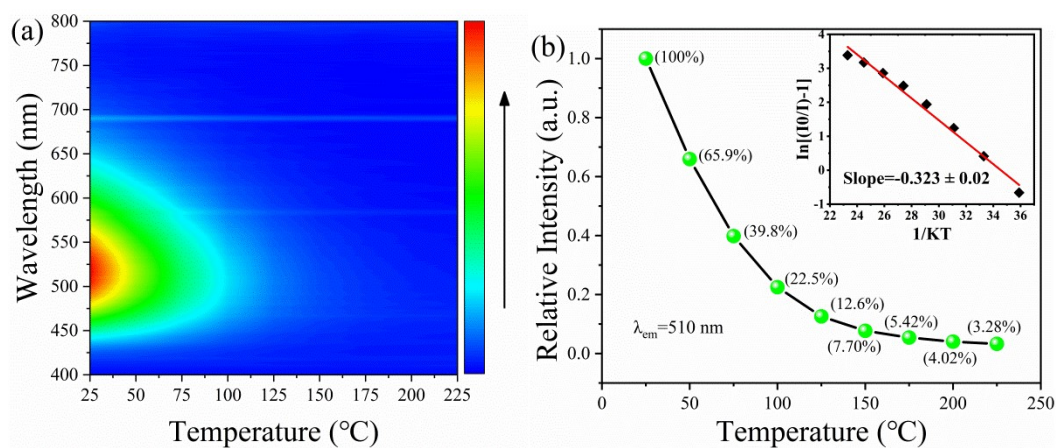 (a)
800
750
700
650
600
550
500
450
400
Wavelength (nm)
25 50 75 100 125 150 175 200 225
Temperature (℃)
(b)
1.0
0.8
0.6
0.4
0.2
0.0
Relative Intensity (a.u.)
(100%)
(65.9%)
(39.8%)
(22.5%)
(12.6%)
(7.70%)
(5.42%)
(4.02%)
(3.28%)
λem=510 nm
0 50 100 150 200 250
Temperature (℃)
4
3
2
1
0
-1
In[(I0/I)-1]
Slope=-0.323 ± 0.02
22 24 26 28 30 32 34 36
1/KT